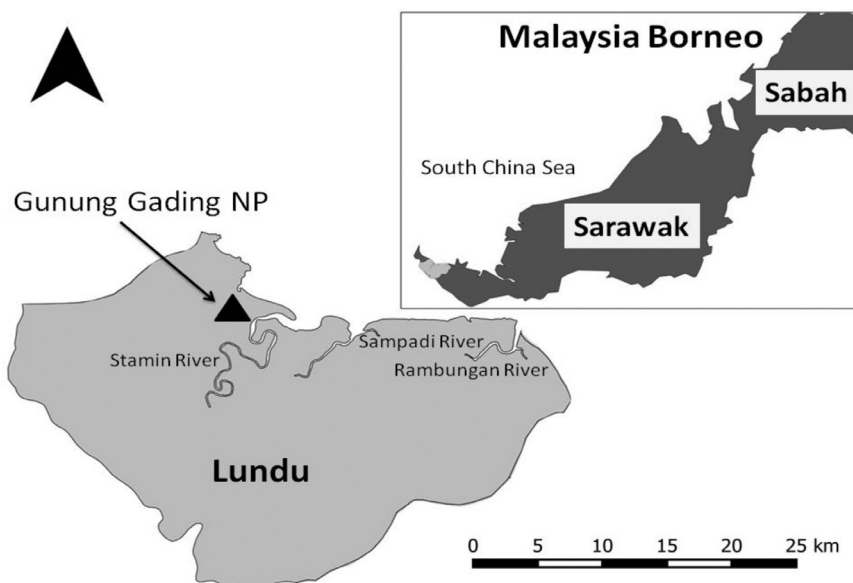 Malaysia Borneo
Sabah
South China Sea
Sarawak
Gunung Gading NP
Stamin River
Sampadi River
Rambungan River
Lundu
0 5 10 15 20 25 km